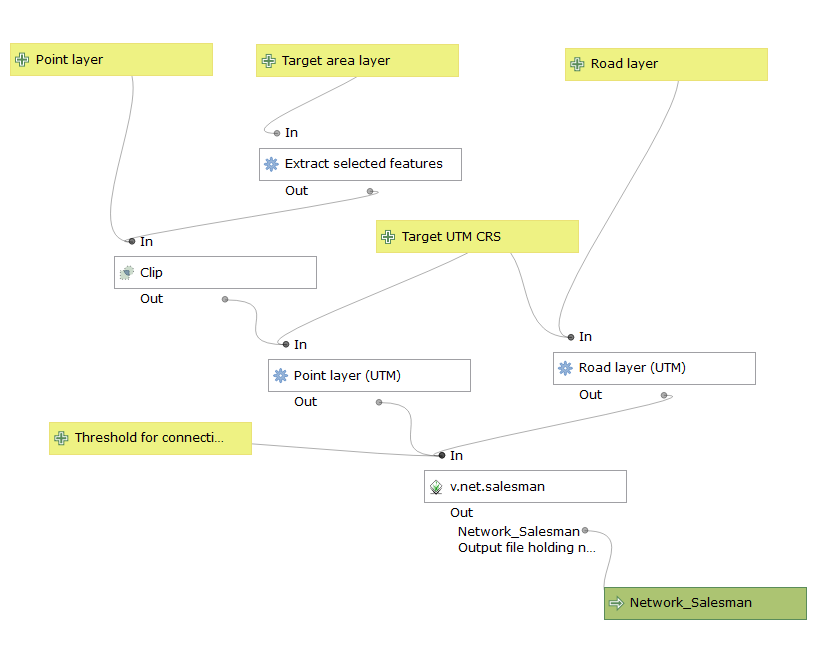 Point layer
Target area layer
Road layer
In
Extract selected features
Out
Target UTM CRS
In
Clip
Out
In
In
Point layer (UTM)
Road layer (UTM)
Out
Out
Threshold for connecti...
In
v.net.salesman
Out
Network_Salesman
Output file holding n...
Network_Salesman